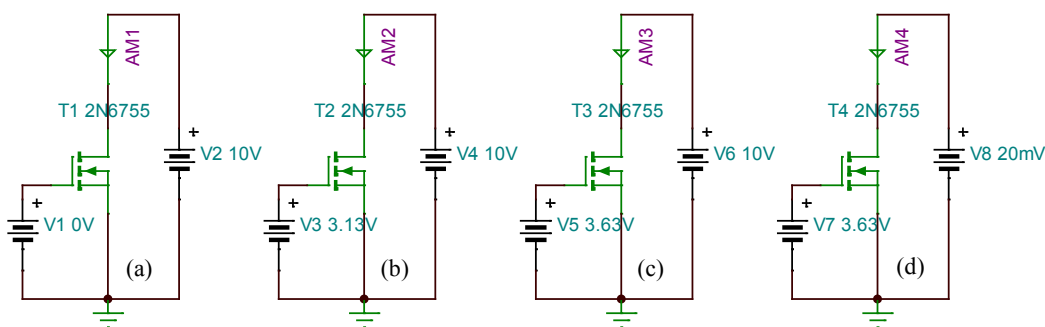 AM1
T1 2N6755
+
V2 10V
+
V1 0V
(a)
AM2
T2 2N6755
+
V4 10V
+
V3 3.13V
(b)
AM3
T3 2N6755
+
V6 10V
+
V5 3.63V
(c)
AM4
T4 2N6755
+
V8 20mV
+
V7 3.63V
(d)